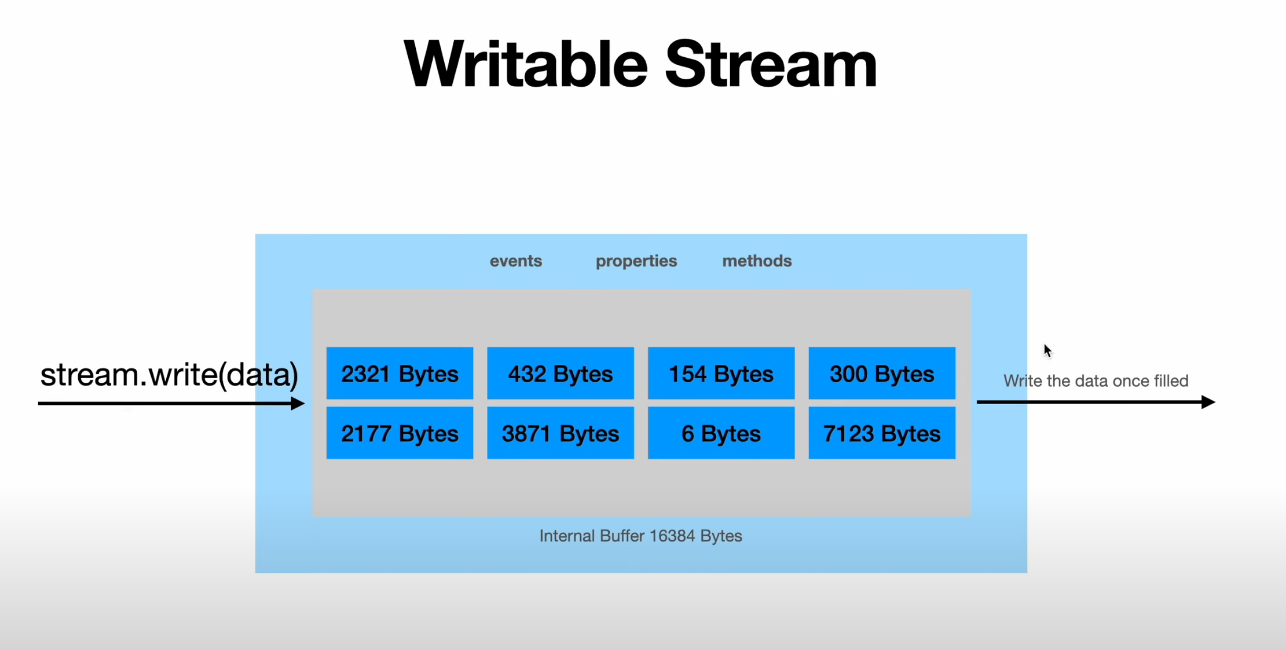 Writable Stream
events properties methods
stream.write(data)
2321 Bytes 432 Bytes 154 Bytes 300 Bytes
Write the data once filled
2177 Bytes 3871 Bytes 6 Bytes 7123 Bytes
Internal Buffer 16384 Bytes